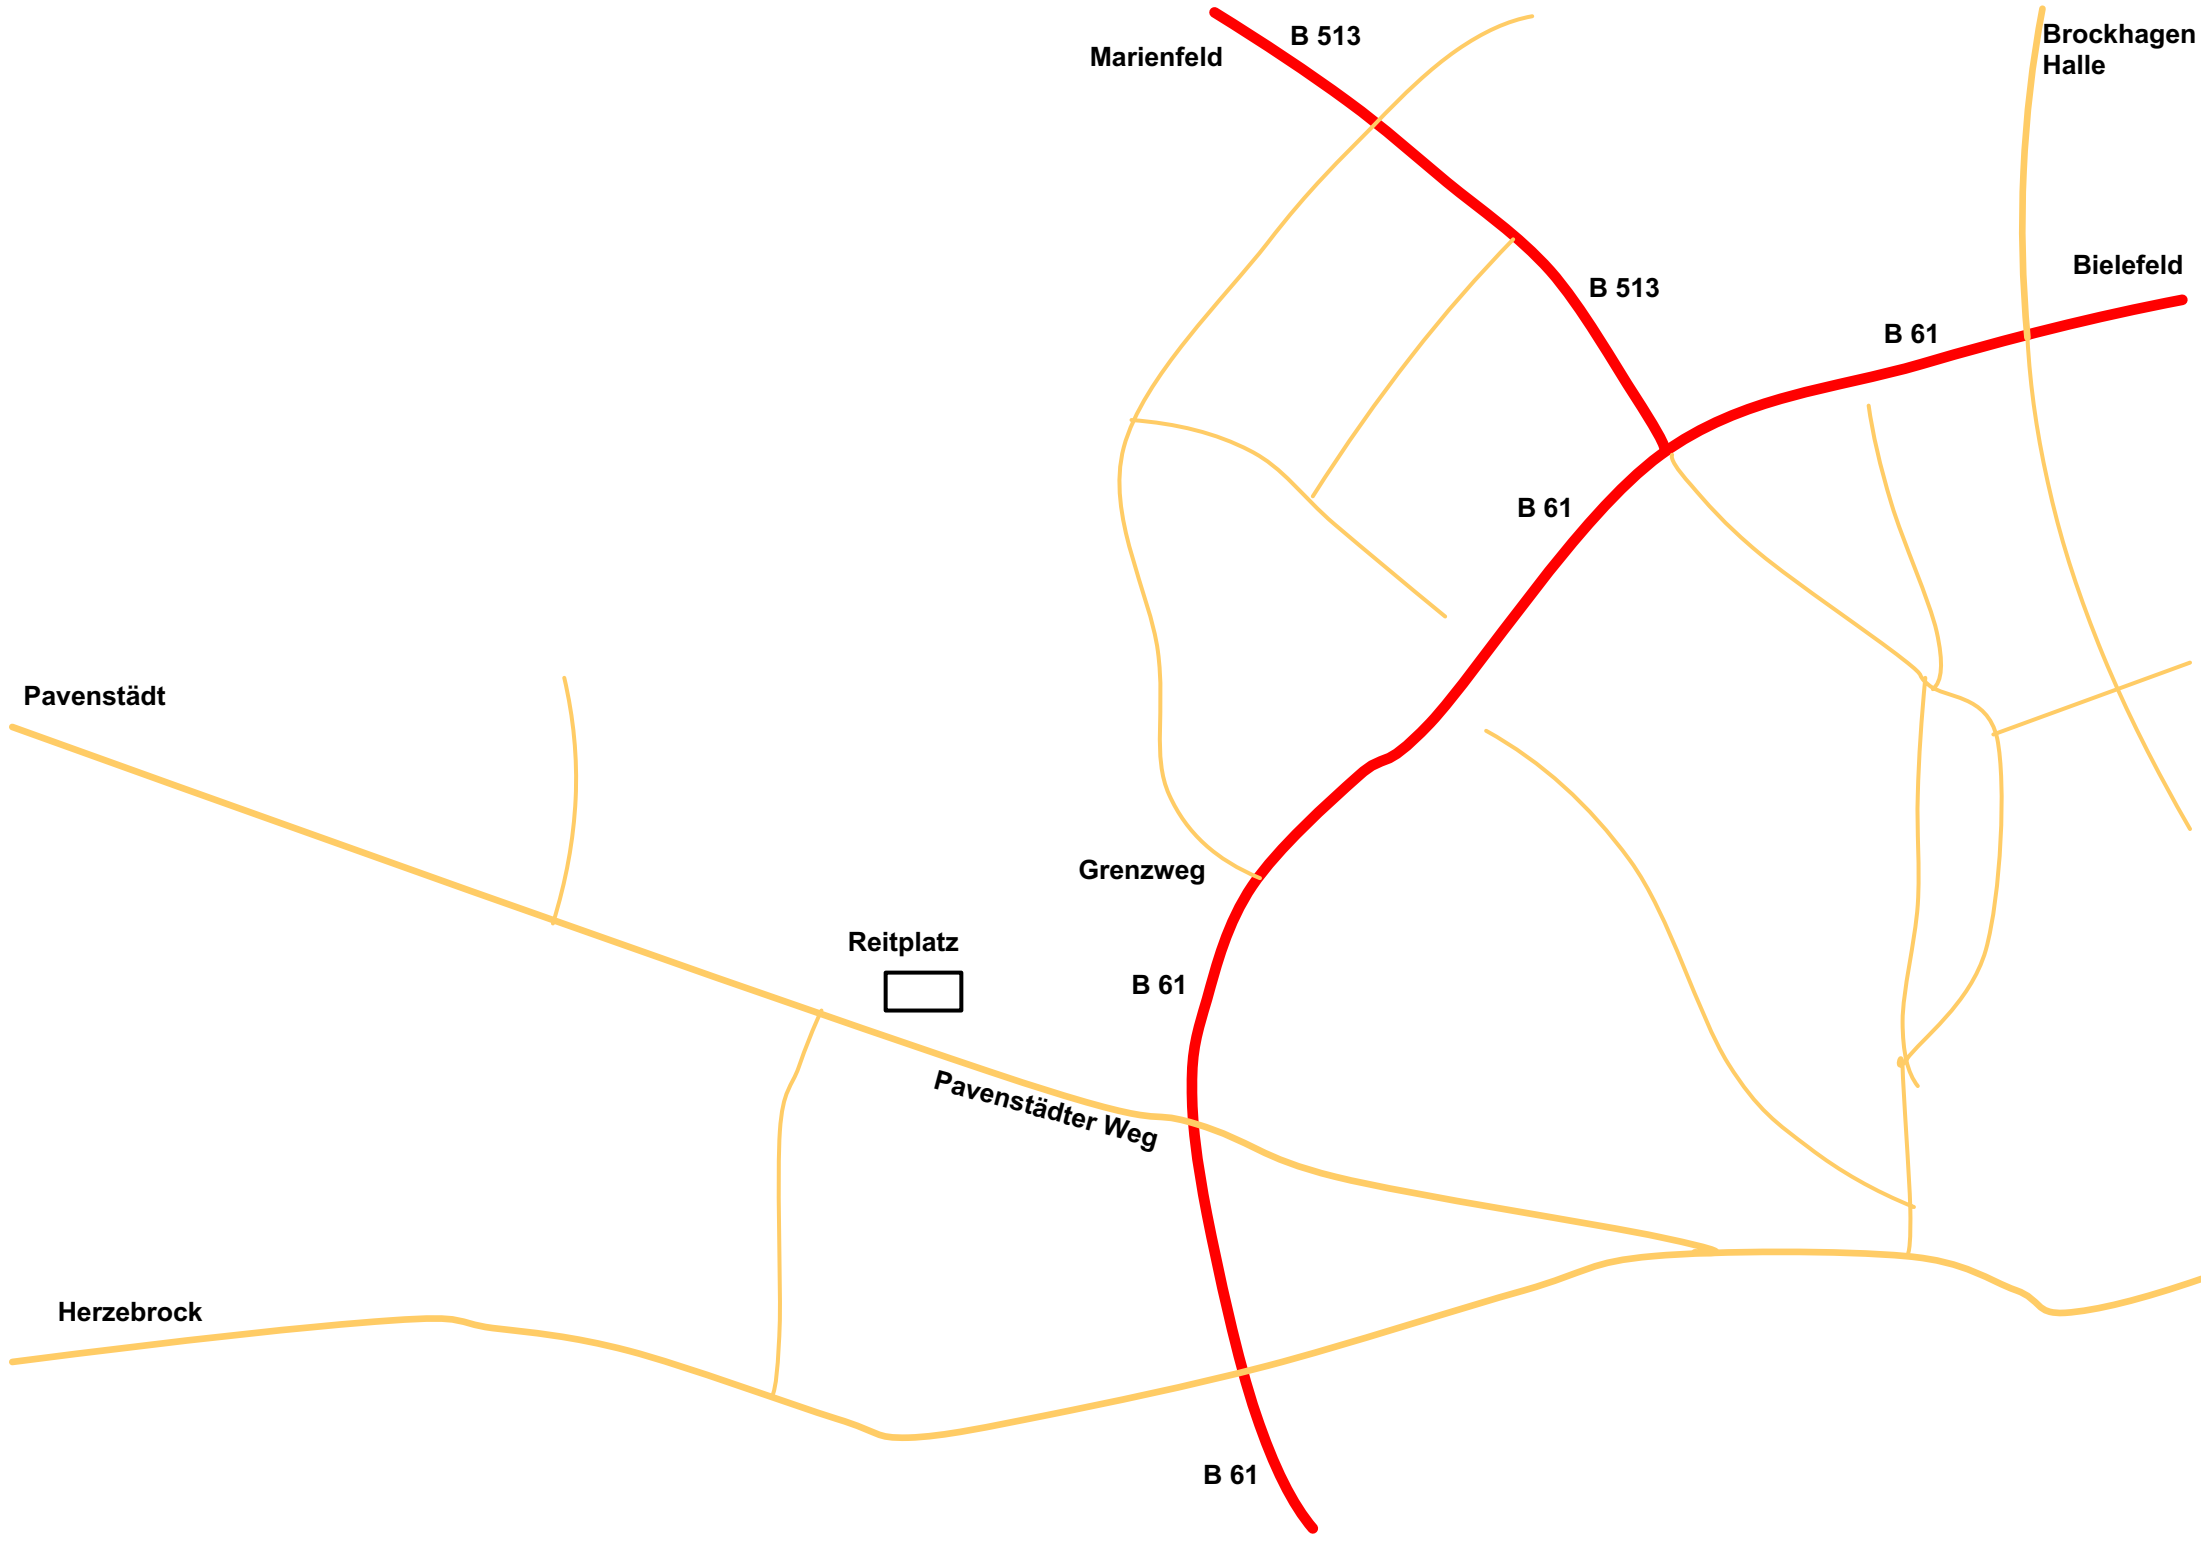 B 513
Brockhagen
Halle
Marienfeld
Bielefeld
B 513
B 61
B 61
Pavenstädt
Grenzweg
Reitplatz
B 61
Pavenstädter Weg
Herzebrock
B 61